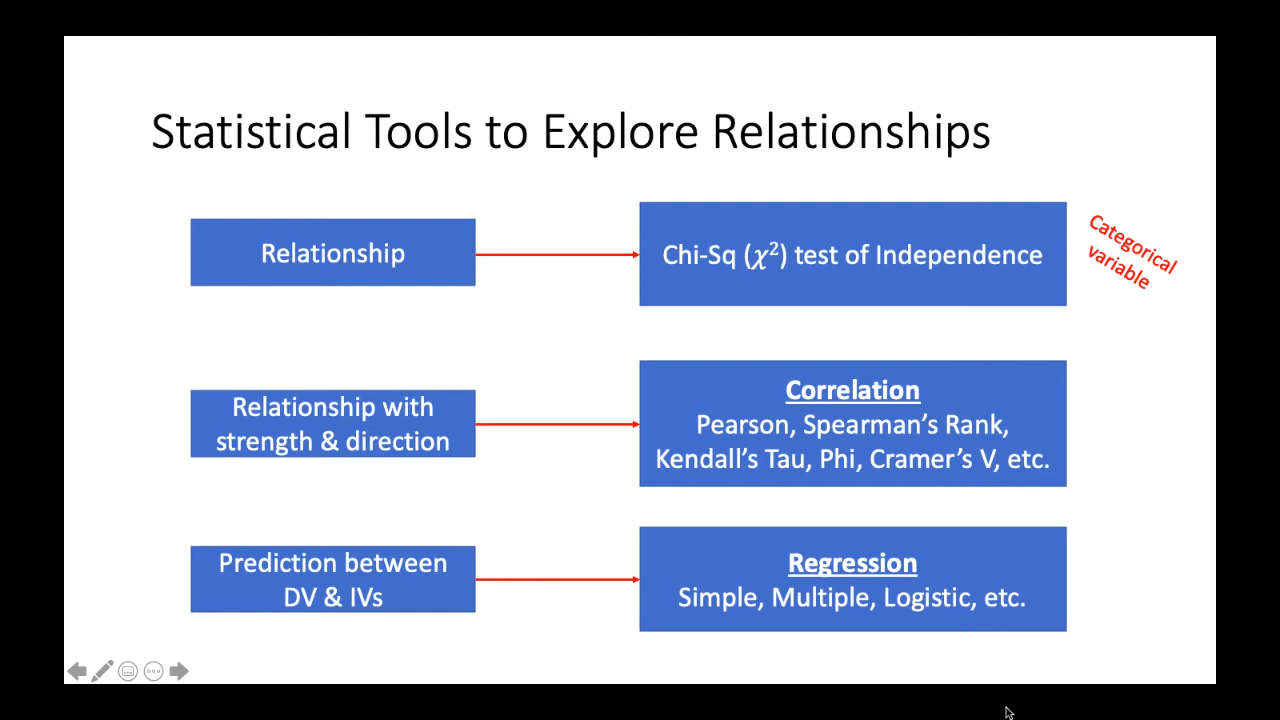 Statistical Tools to Explore Relationships
Relationship
Chi-Sq (χ²) test of Independence
Categorical
variable
Relationship with
strength & direction
Correlation
Pearson, Spearman’s Rank,
Kendall’s Tau, Phi, Cramer’s V, etc.
Prediction between
DV & IVs
Regression
Simple, Multiple, Logistic, etc.